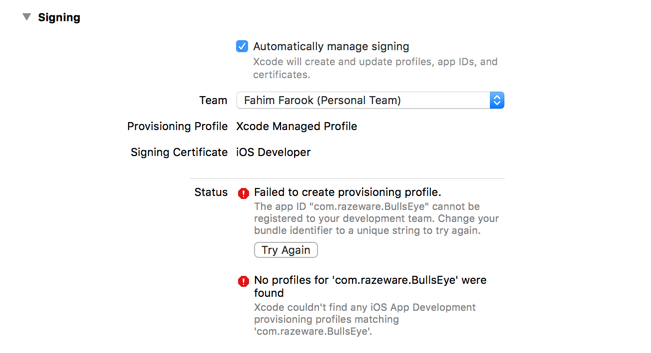 Signing
Automatically manage signing
Xcode will create and update profiles, app IDs, and
certificates.
Team Fahim Farook (Personal Team)
Provisioning Profile Xcode Managed Profile
Signing Certificate iOS Developer
Status Failed to create provisioning profile.
The app ID "com.razeware.BullsEye" cannot be
registered to your development team. Change your
bundle identifier to a unique string to try again.
Try Again
No profiles for 'com.razeware.BullsEye' were
found
Xcode couldn't find any iOS App Development
provisioning profiles matching
'com.razeware.BullsEye'.